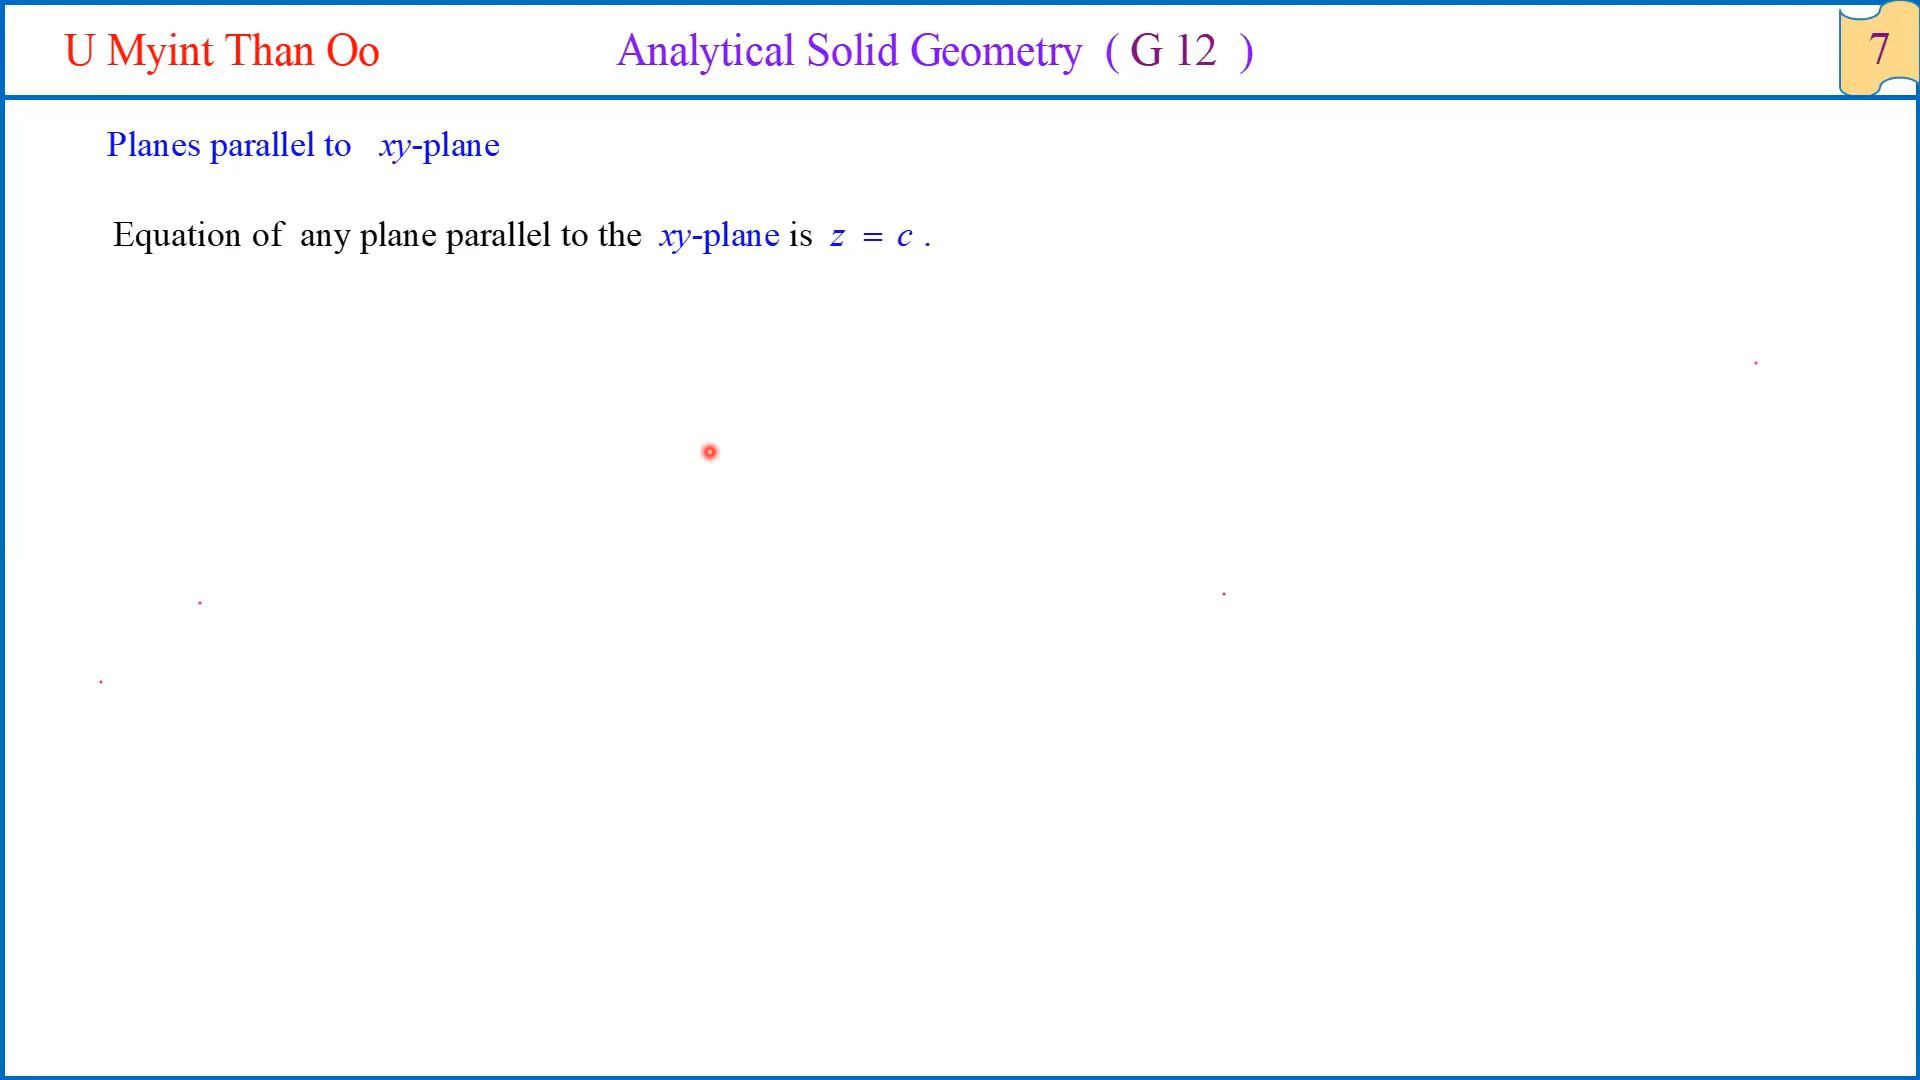 U Myint Than Oo Analytical Solid Geometry ( G 12 ) 7
Planes parallel to xy-plane
Equation of any plane parallel to the xy-plane is z = c .